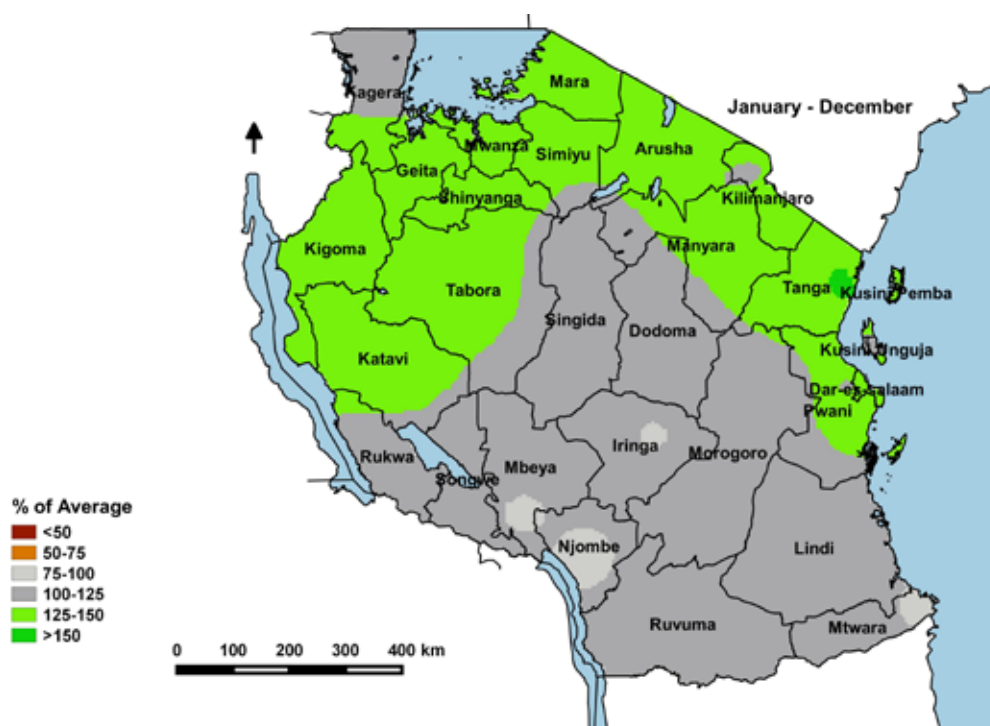 January - December
Kagera
Mara
Mwanza
Simiyu
Arusha
Geita
Shinyanga
Kilimanjaro
Kigoma
Manyara
Tabora
Tanga
Kusini Pemba
Singida
Dodoma
Katavi
Kusini Unguja
Dar-es-salaam
Pwani
Iringa
Rukwa
Mbeya
Morogoro
Songwe
Njombe
Lindi
Ruvuma
Mtwara
% of Average
<50
50-75
75-100
100-125
125-150
>150
0 100 200 300 400 km